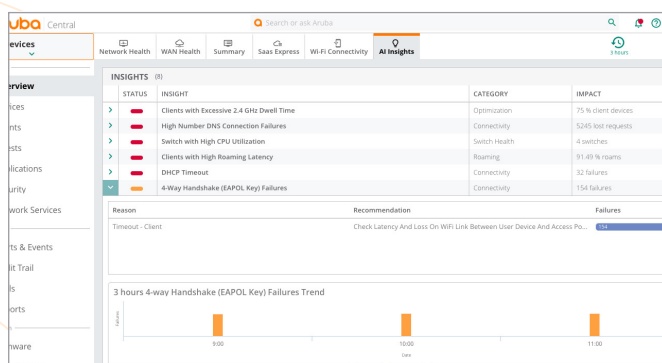 uba Central
Search or ask Aruba
evices
Network Health
WAN Health
Summary
Saas Express
Wi-Fi Connectivity
AI Insights
3 hours
erview
ices
nts
ests
lications
urity
work Services
ts & Events
lit Trail
ls
orts
nware
INSIGHTS (8)
STATUS INSIGHT CATEGORY IMPACT
Clients with Excessive 2.4 GHz Dwell Time Optimization 75 % client devices
High Number DNS Connection Failures Connectivity 5245 lost requests
Switch with High CPU Utilization Switch Health 4 switches
Clients with High Roaming Latency Roaming 91.49 % roams
DHCP Timeout Connectivity 32 failures
4-Way Handshake (EAPOL Key) Failures Connectivity 154 failures
Reason Recommendation Failures
Timeout - Client Check Latency And Loss On WiFi Link Between User Device And Access Po... 154
3 hours 4-way Handshake (EAPOL Key) Failures Trend
Failures
9:00 10:00 11:00
Date